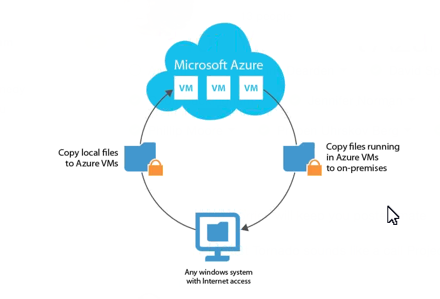 Microsoft Azure
VM VM VM
Copy local files
to Azure VMs
Copy files running
in Azure VMs
to on-premises
Any windows system
with Internet access